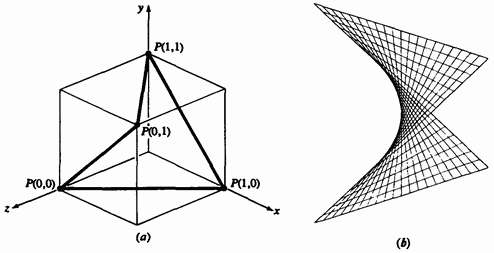 y
P(1,1)
P(0,1)
P(0,0)
P(1,0)
z
x
(a)
(b)